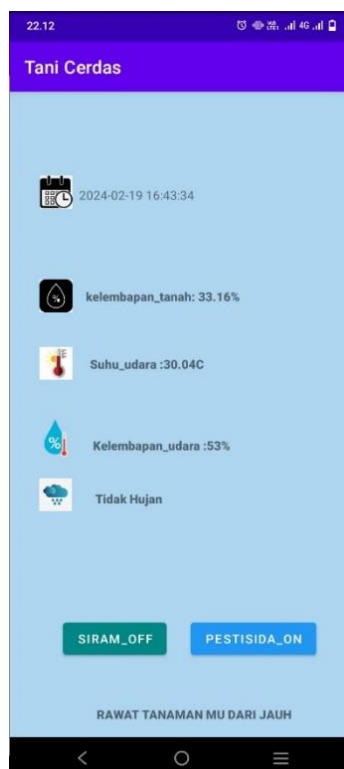 22.12
4G
Tani Cerdas
2024-02-19 16:43:34
kelembapan_tanah: 33.16%
Suhu_udara :30.04C
Kelembapan_udara :53%
Tidak Hujan
SIRAM_OFF PESTISIDA_ON
RAWAT TANAMAN MU DARI JAUH